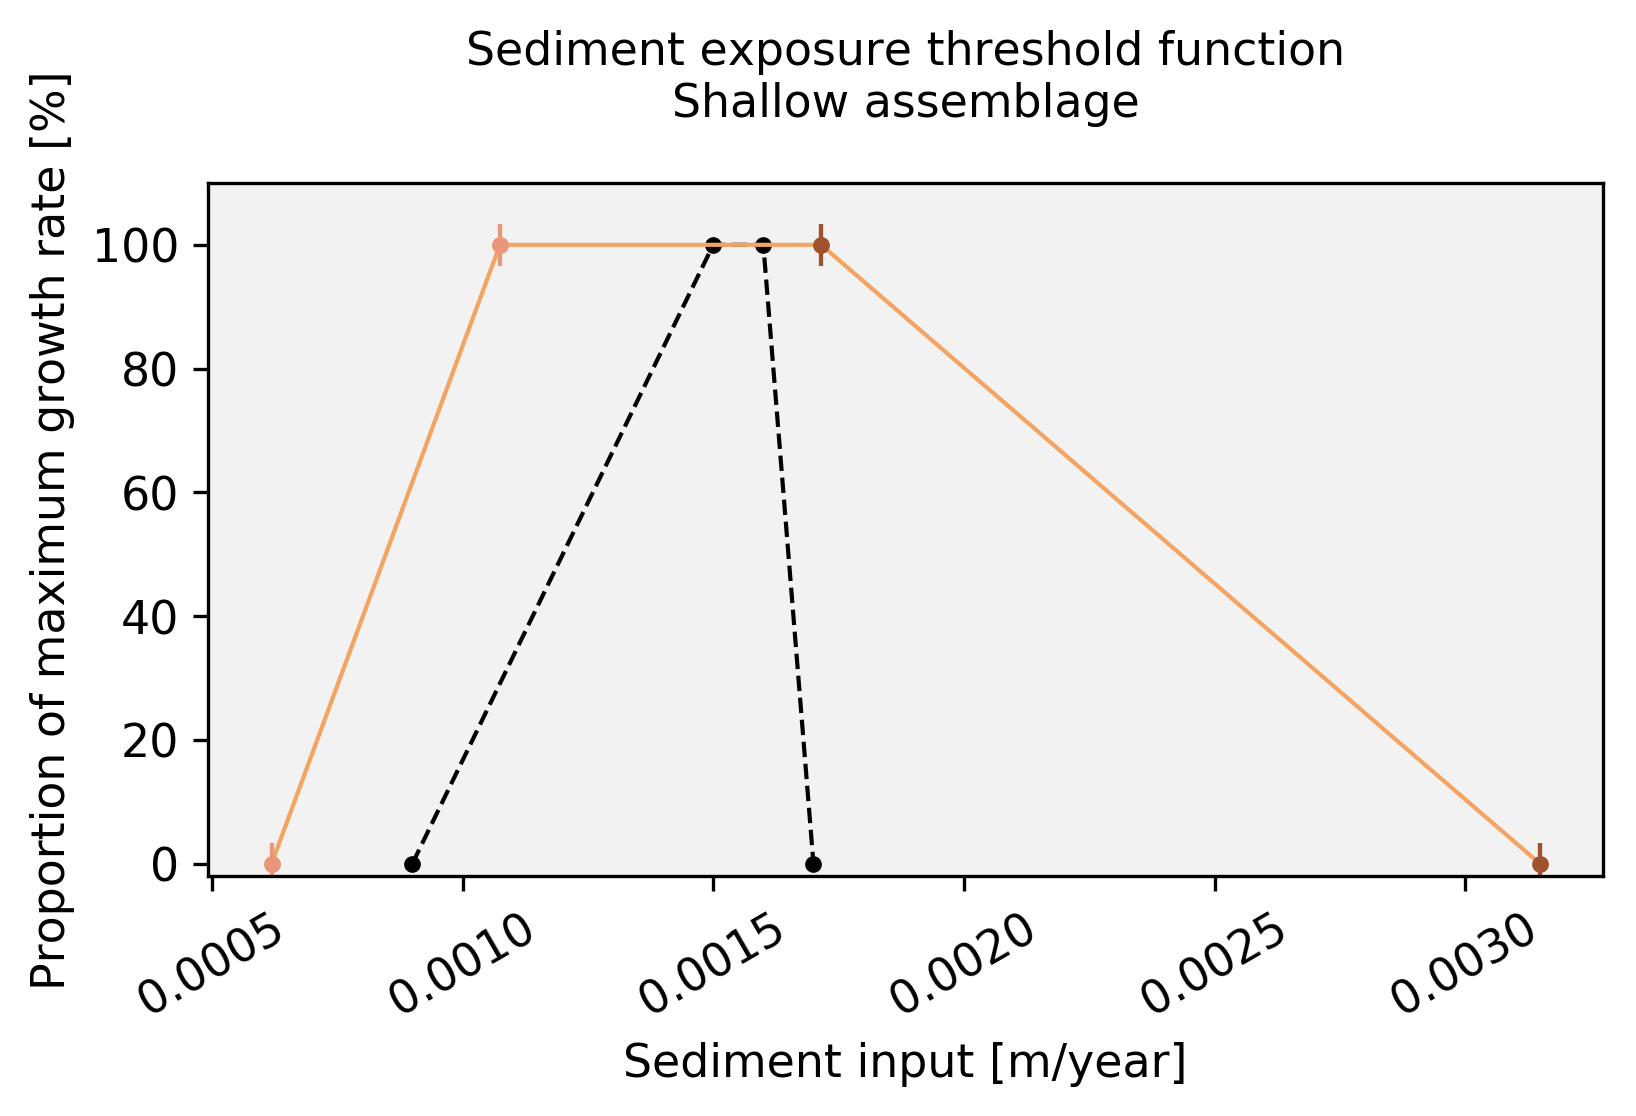 Sediment exposure threshold function
Shallow assemblage
Proportion of maximum growth rate [%]
100
80
60
40
20
0
0.0005 0.0010 0.0015 0.0020 0.0025 0.0030
Sediment input [m/year]